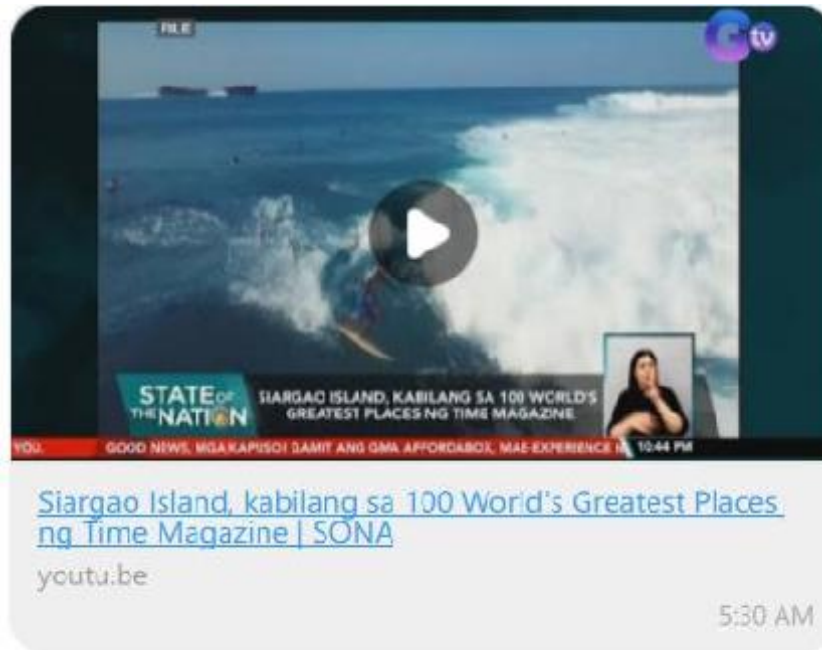 FILE
G tv
STATE OF
THE NATION
SIARGAO ISLAND, KABILANG SA 100 WORLD'S
GREATEST PLACES NG TIME MAGAZINE
YOU. GOOD NEWS, MGA KAPUSO! GAMIT ANG GMA AFFORDABOX, MAE-EXPERIENCE 10:44 PM
Siargao Island, kabilang sa 100 World's Greatest Places
ng Time Magazine | SONA
youtu.be
5:30 AM